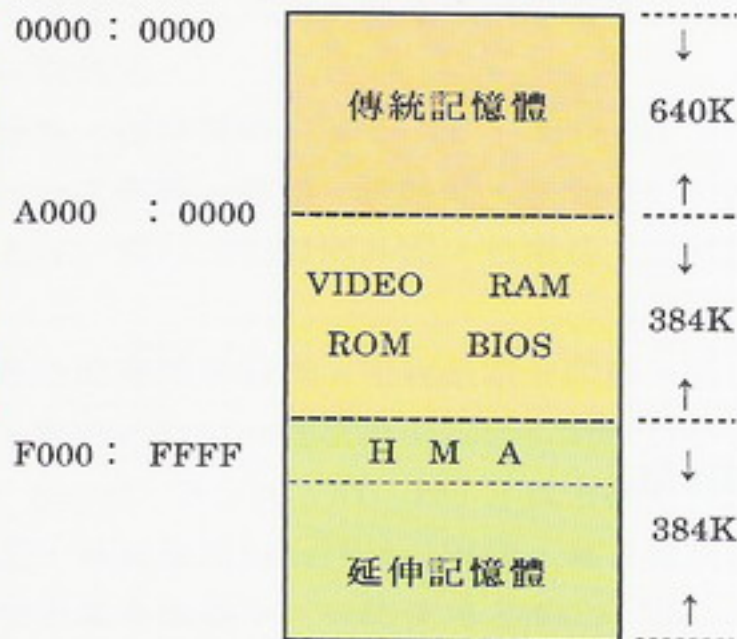 0000 : 0000
傳統記憶體
↓
640K
↑
A000 : 0000
VIDEO RAM
ROM BIOS
↓
384K
↑
F000 : FFFF
H M A
延伸記憶體
↓
384K
↑